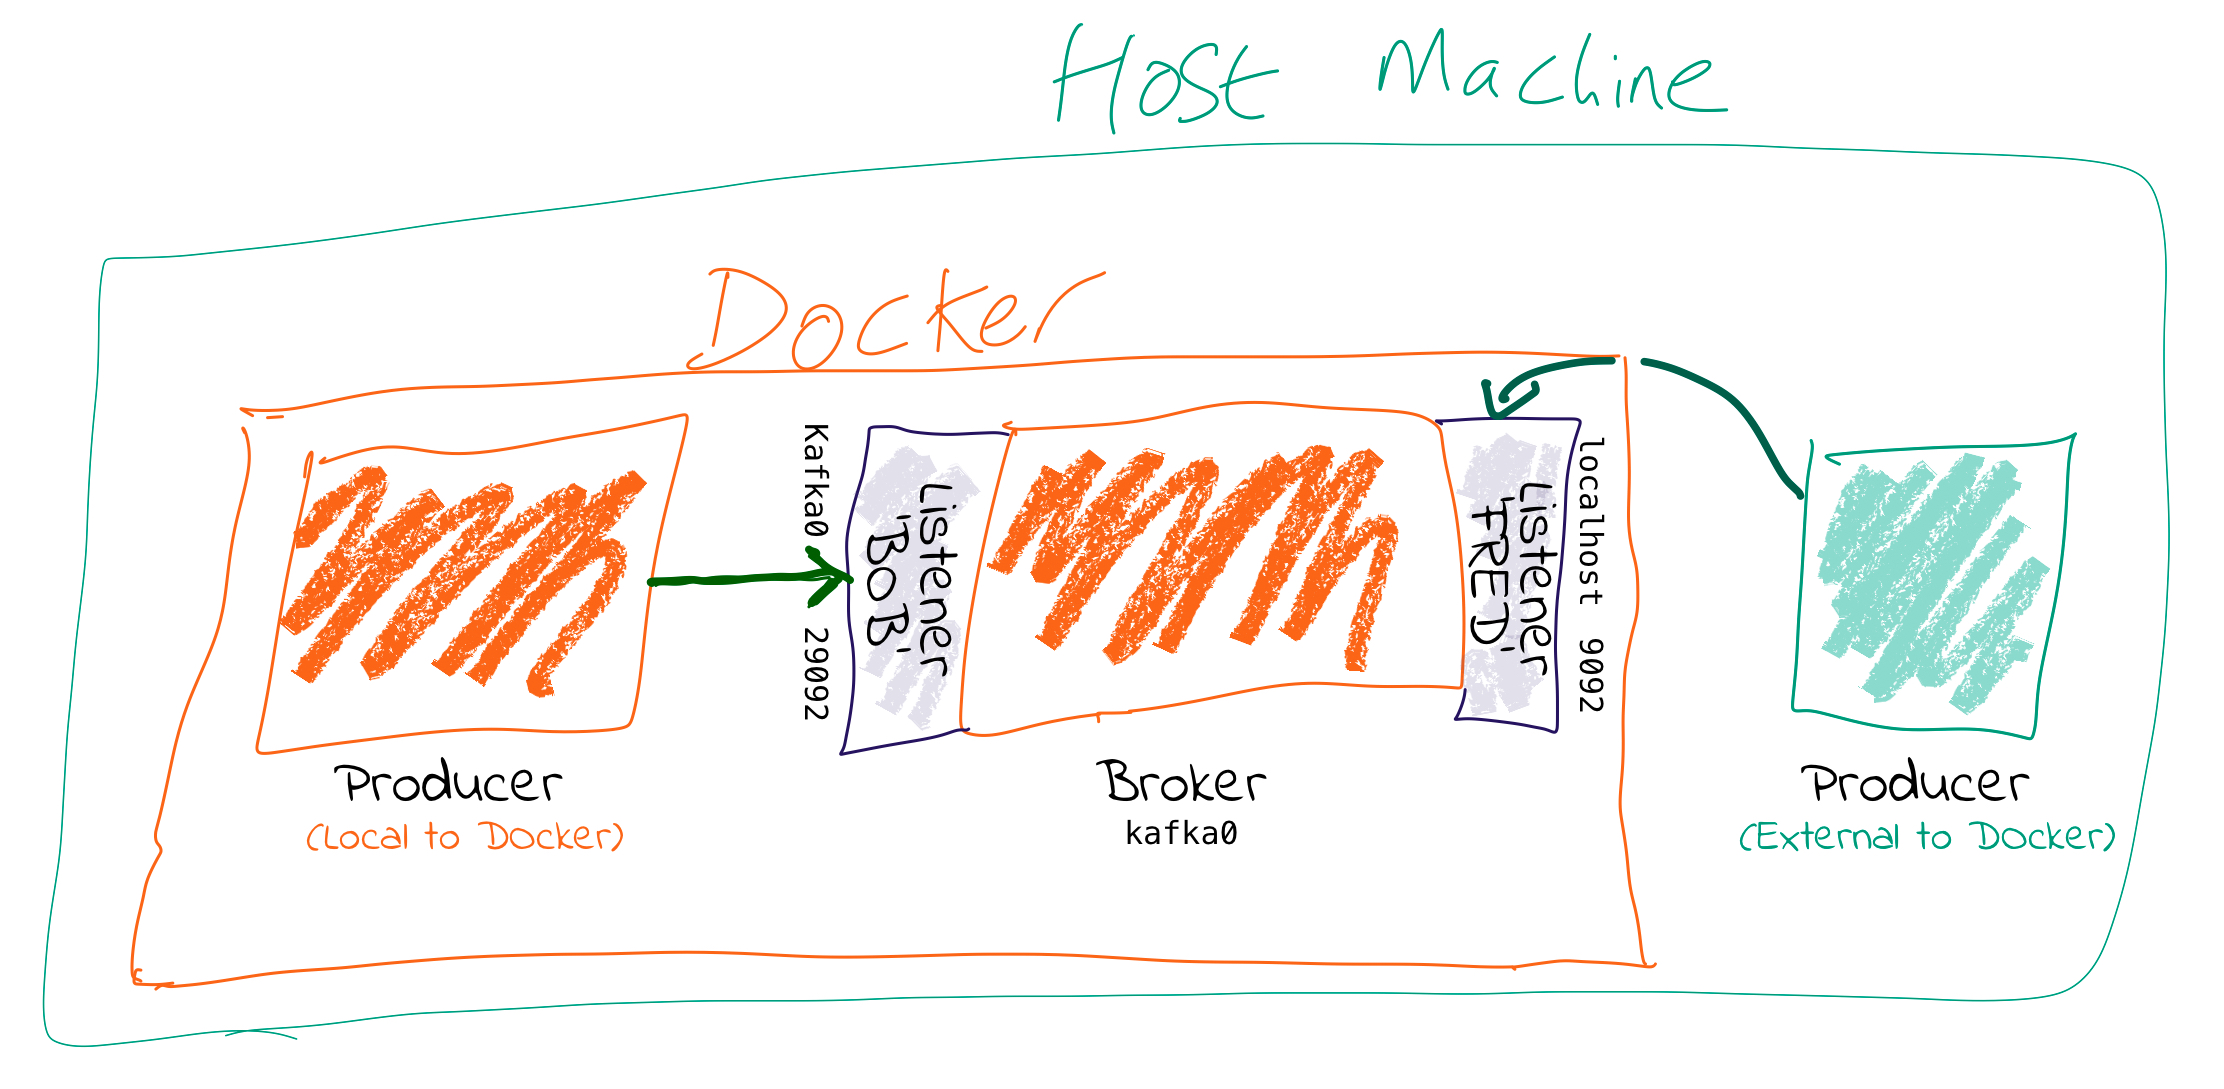 Host Machine
Docker
Kafka0 29092
Listener
'BOB'
Listener
'FRED'
localhost 9092
Producer
(Local to Docker)
Broker
kafka0
Producer
(External to Docker)